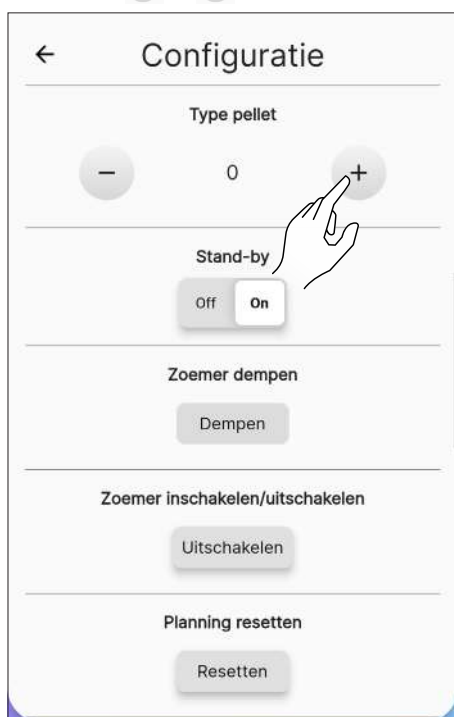 ← Configuratie
Type pellet
− 0 +
Stand-by
Off On
Zoemer dempen
Dempen
Zoemer inschakelen/uitschakelen
Uitschakelen
Planning resetten
Resetten